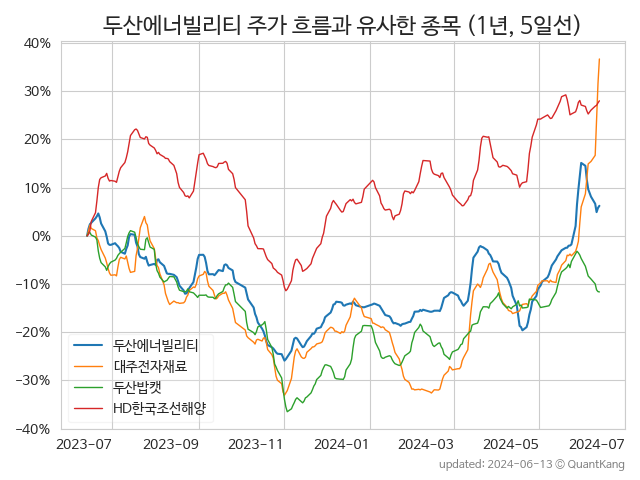 두산에너빌리티 주가 흐름과 유사한 종목 (1년, 5일선)
40%
30%
20%
10%
0%
−10%
−20%
−30%
−40%
두산에너빌리티
대주전자재료
두산밥캣
HD한국조선해양
2023-07 2023-09 2023-11 2024-01 2024-03 2024-05 2024-07
updated: 2024-06-13 © QuantKang